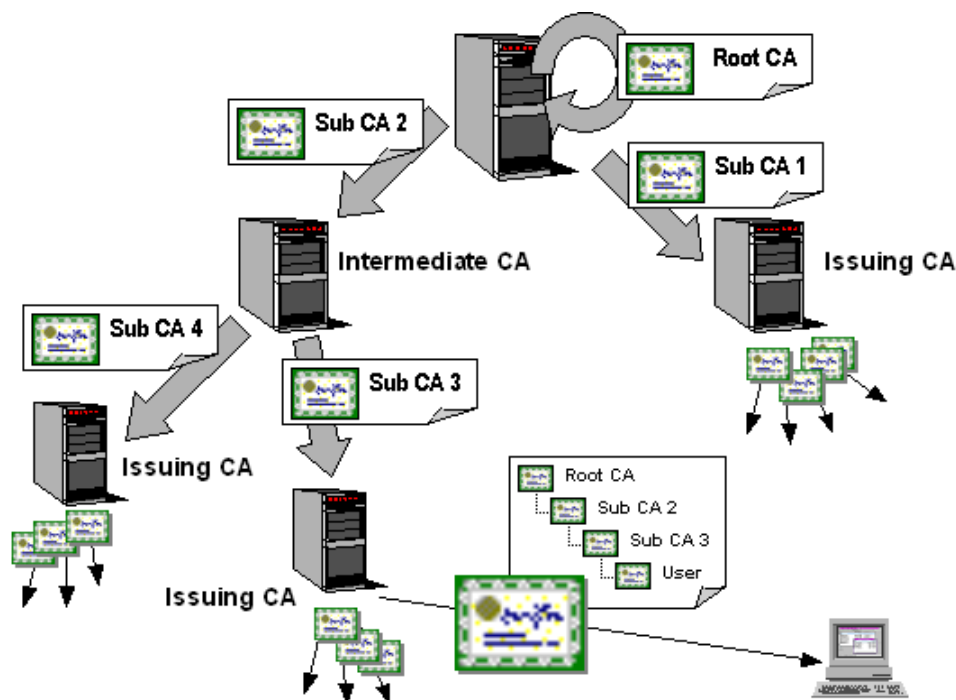 Root CA
Sub CA 2
Sub CA 1
Intermediate CA
Issuing CA
Sub CA 4
Sub CA 3
Issuing CA
Root CA
Sub CA 2
Sub CA 3
User
Issuing CA